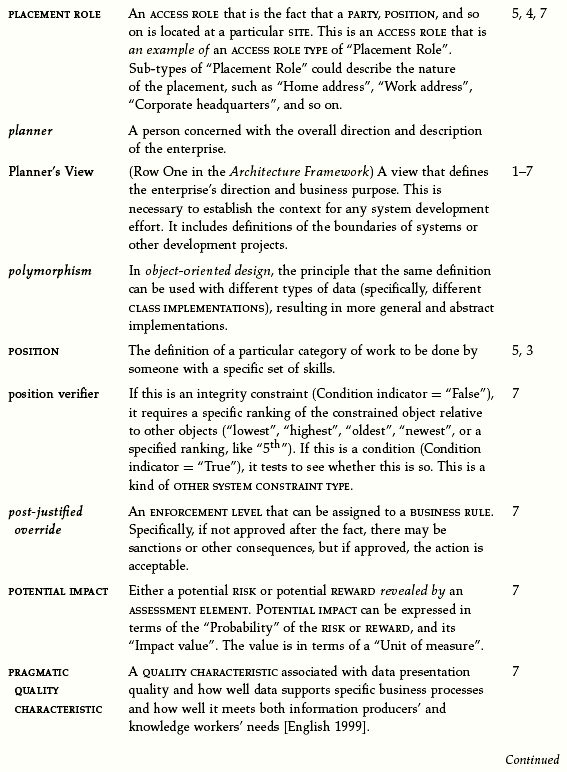 PLACEMENT ROLE An ACCESS ROLE that is the fact that a PARTY, POSITION, and so 5, 4, 7
on is located at a particular SITE. This is an ACCESS ROLE that is
an example of an ACCESS ROLE TYPE of “Placement Role”.
Sub-types of “Placement Role” could describe the nature
of the placement, such as “Home address”, “Work address”,
“Corporate headquarters”, and so on.
planner A person concerned with the overall direction and description
of the enterprise.
Planner’s View (Row One in the Architecture Framework) A view that defines 1–7
the enterprise’s direction and business purpose. This is
necessary to establish the context for any system development
effort. It includes definitions of the boundaries of systems or
other development projects.
polymorphism In object-oriented design, the principle that the same definition
can be used with different types of data (specifically, different
CLASS IMPLEMENTATIONS), resulting in more general and abstract
implementations.
POSITION The definition of a particular category of work to be done by 5, 3
someone with a specific set of skills.
position verifier If this is an integrity constraint (Condition indicator = “False”), 7
it requires a specific ranking of the constrained object relative
to other objects (“lowest”, “highest”, “oldest”, “newest”, or a
specified ranking, like “5th”). If this is a condition (Condition
indicator = “True”), it tests to see whether this is so. This is a
kind of OTHER SYSTEM CONSTRAINT TYPE.
post-justified An ENFORCEMENT LEVEL that can be assigned to a BUSINESS RULE. 7
override Specifically, if not approved after the fact, there may be
sanctions or other consequences, but if approved, the action is
acceptable.
POTENTIAL IMPACT Either a potential RISK or potential REWARD revealed by an 7
ASSESSMENT ELEMENT. POTENTIAL IMPACT can be expressed in
terms of the “Probability” of the RISK or REWARD, and its
“Impact value”. The value is in terms of a “Unit of measure”.
PRAGMATIC A QUALITY CHARACTERISTIC associated with data presentation 7
QUALITY quality and how well data supports specific business processes
CHARACTERISTIC and how well it meets both information producers’ and
knowledge workers’ needs [English 1999].
Continued